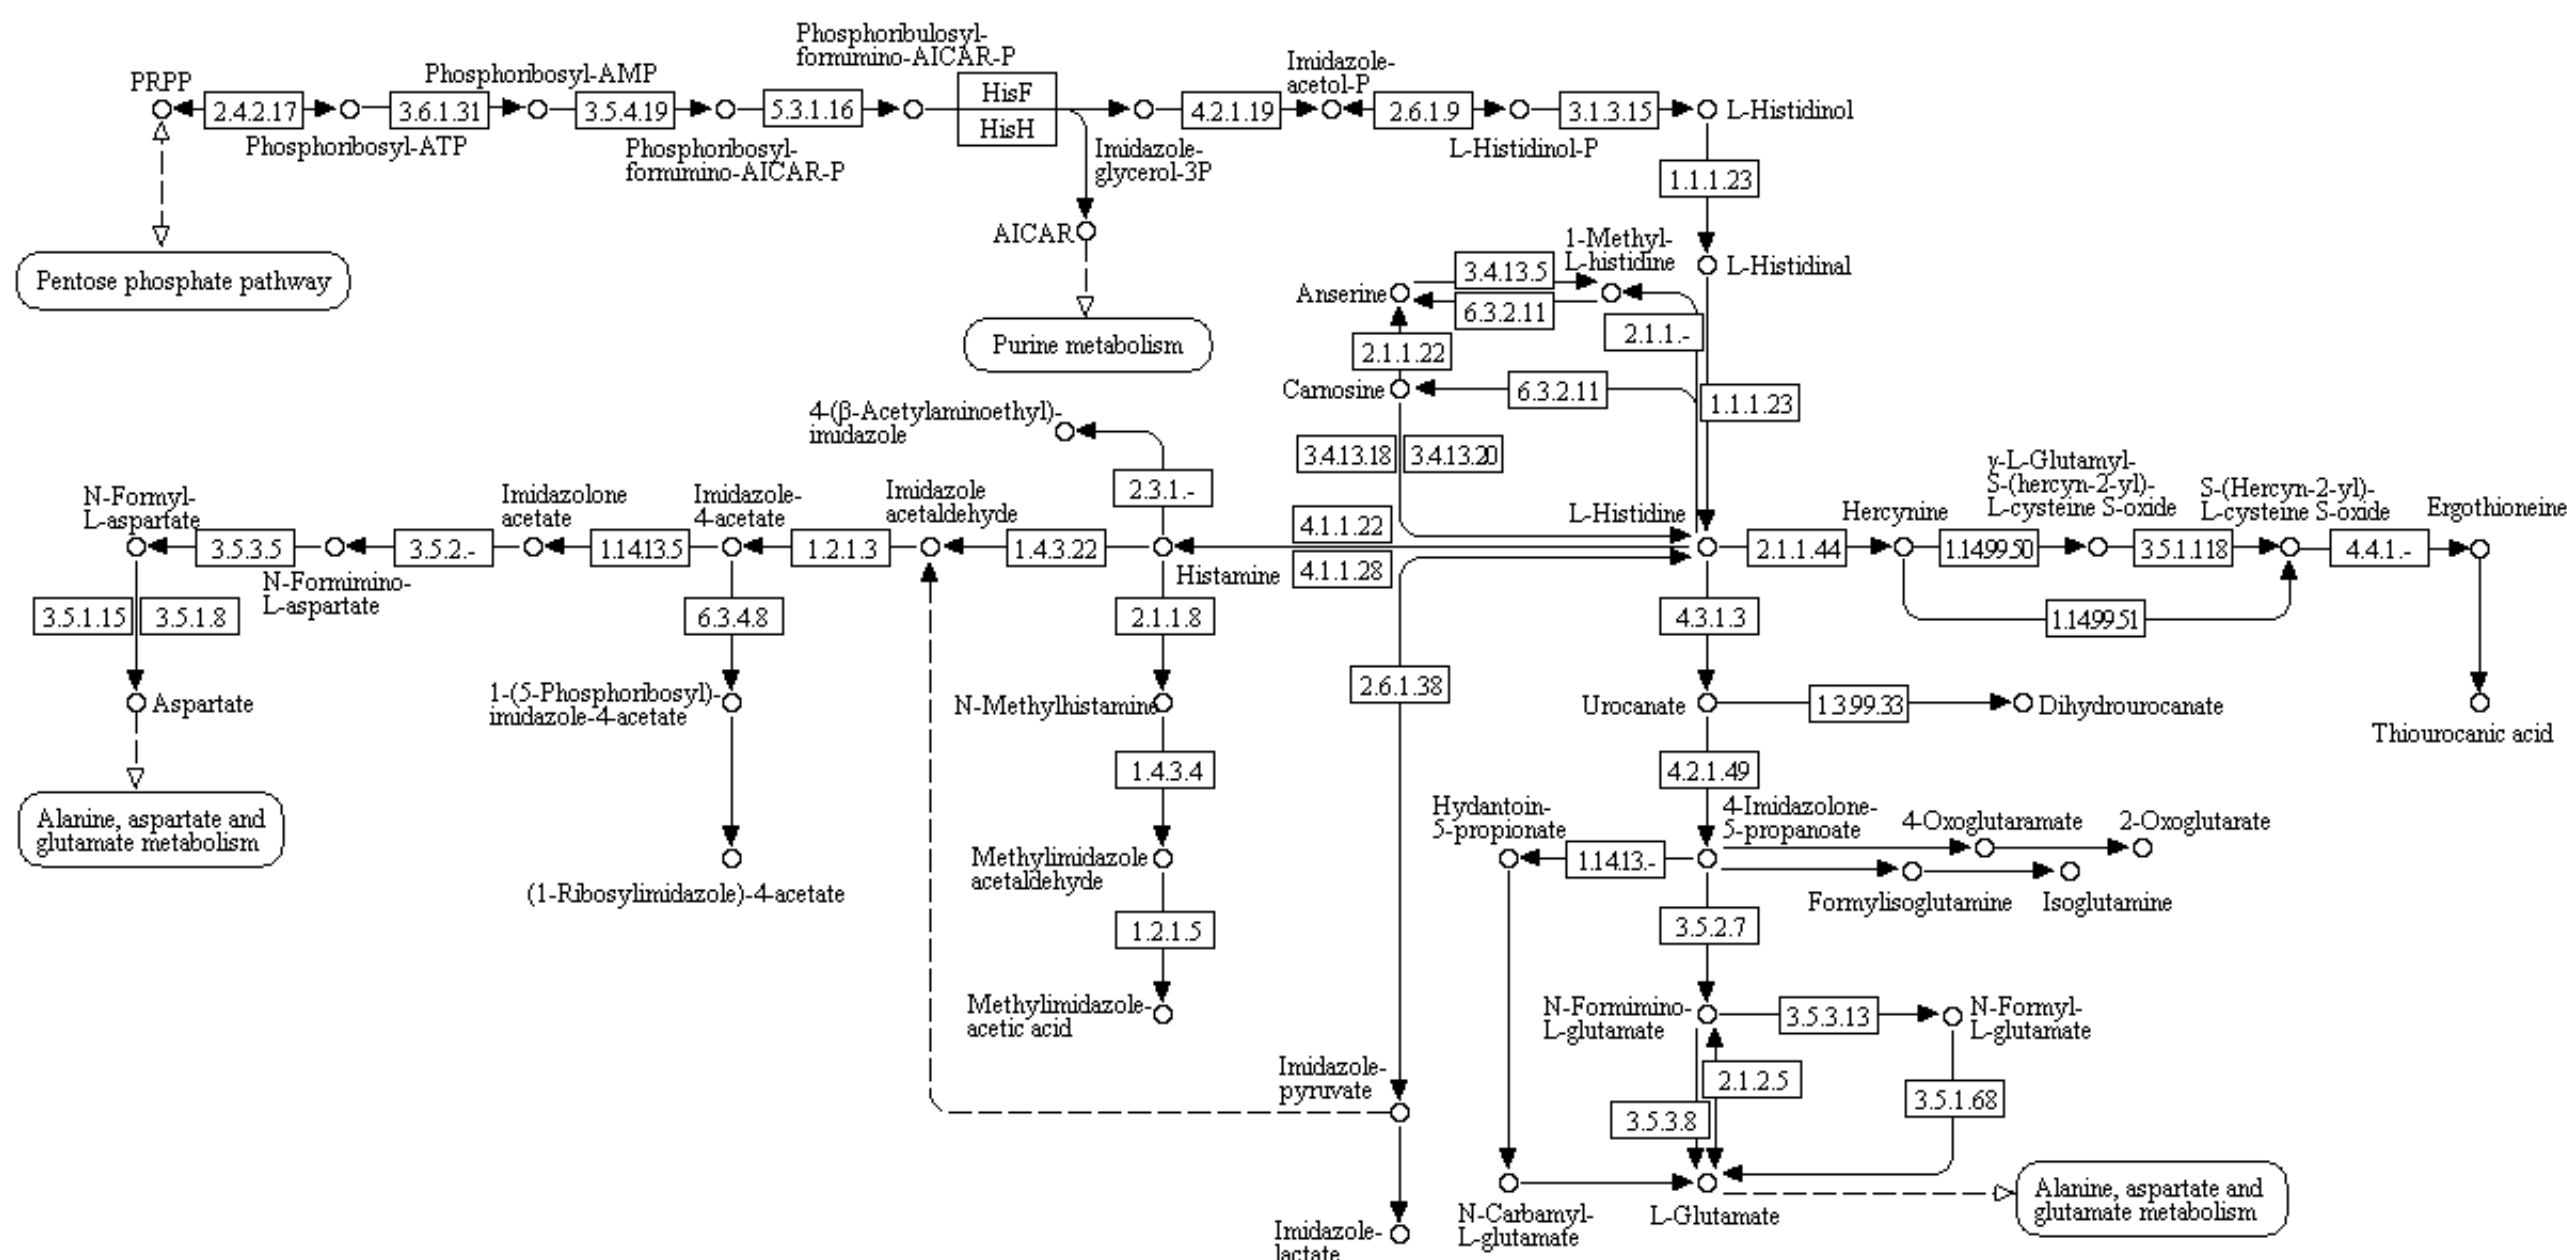 Phosphoribulosyl-
formimino-AICAR-P
PRPP
Phosphoribosyl-AMP
Imidazole-
acetol-P
2.4.2.17
3.6.1.31
3.5.4.19
5.3.1.16
HisF
HisH
4.2.1.19
2.6.1.9
3.1.3.15
L-Histidinol
Phosphoribosyl-ATP
Phosphoribosyl-
formimino-AICAR-P
Imidazole-
glycerol-3P
L-Histidinol-P
1.1.1.23
AICAR
Pentose phosphate pathway
Purine metabolism
1-Methyl-
L-histidine
L-Histidinal
3.4.13.5
Anserine
6.3.2.11
2.1.1.-
2.1.1.22
Carnosine
6.3.2.11
1.1.1.23
3.4.13.18
3.4.13.20
4-(β-Acetylaminoethyl)-
imidazole
2.3.1.-
N-Formyl-
L-aspartate
Imidazolone
acetate
Imidazole-
4-acetate
Imidazole
acetaldehyde
4.1.1.22
L-Histidine
Hercynine
γ-L-Glutamyl-
S-(hercyn-2-yl)-
L-cysteine S-oxide
S-(Hercyn-2-yl)-
L-cysteine S-oxide
Ergothioneine
3.5.3.5
3.5.2.-
1.14.13.5
1.2.1.3
1.4.3.22
2.1.1.44
1.14.99.50
3.5.1.118
4.4.1.-
N-Formimino-
L-aspartate
Histamine
4.1.1.28
3.5.1.15
3.5.1.8
6.3.4.8
2.1.1.8
4.3.1.3
1.14.99.51
2.6.1.38
Aspartate
1-(5-Phosphoribosyl)-
imidazole-4-acetate
N-Methylhistamine
Urocanate
1.3.99.33
Dihydrourocanate
Thiourocanic acid
1.4.3.4
4.2.1.49
Alanine, aspartate and
glutamate metabolism
Hydantoin-
5-propionate
4-Imidazolone-
5-propanoate
4-Oxoglutaramate
2-Oxoglutarate
Methylimidazole
acetaldehyde
1.14.13.-
(1-Ribosylimidazole)-4-acetate
Formylisoglutamine
Isoglutamine
1.2.1.5
3.5.2.7
Methylimidazole-
acetic acid
N-Formimino-
L-glutamate
3.5.3.13
N-Formyl-
L-glutamate
Imidazole-
pyruvate
2.1.2.5
3.5.3.8
3.5.1.68
N-Carbamyl-
L-glutamate
L-Glutamate
Alanine, aspartate and
glutamate metabolism
Imidazole-
lactate